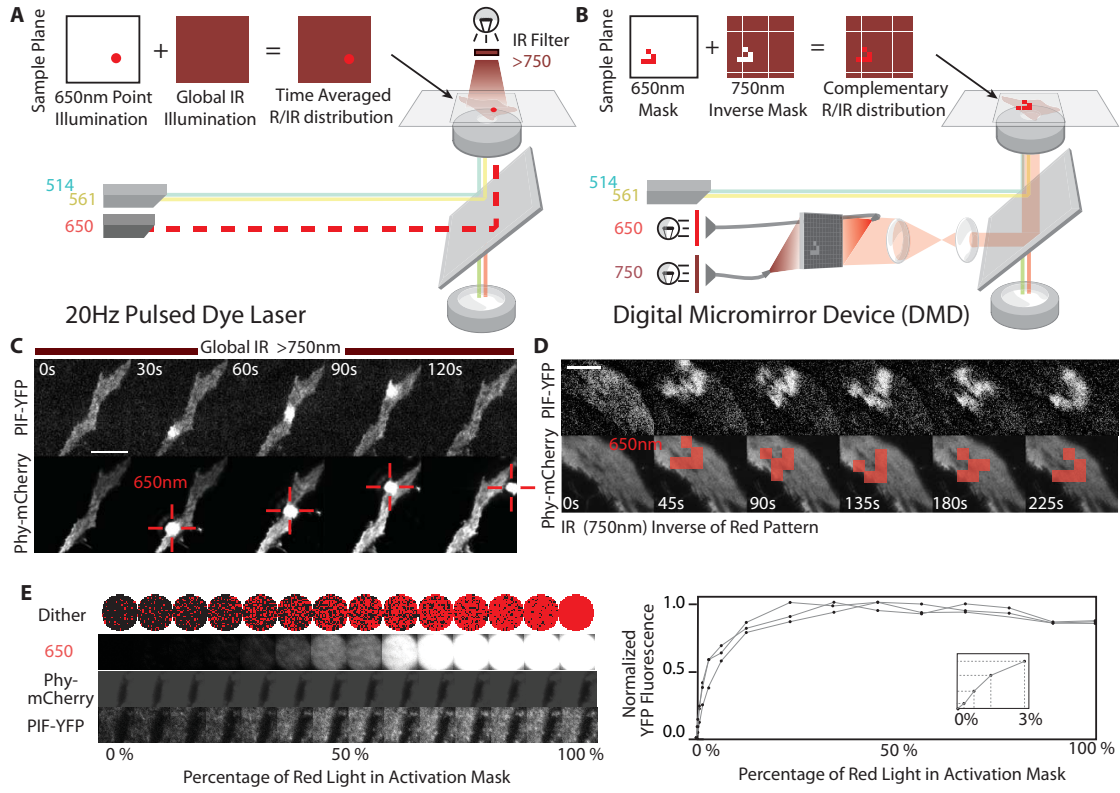 A
Sample Plane
+
=
IR Filter
>750
650nm Point
Illumination
Global IR
Illumination
Time Averaged
R/IR distribution
514
561
650
20Hz Pulsed Dye Laser
B
Sample Plane
+
=
650nm
Mask
750nm
Inverse Mask
Complementary
R/IR distribution
514
561
650
750
Digital Micromirror Device (DMD)
C
Global IR >750nm
0s 30s 60s 90s 120s
PIF-YFP
Phy-mCherry
650nm
D
PIF-YFP
Phy-mCherry
650nm
0s 45s 90s 135s 180s 225s
IR (750nm) Inverse of Red Pattern
E
Dither
650
Phy-
mCherry
PIF-YFP
0 % 50 % 100 %
Percentage of Red Light in Activation Mask
Normalized
YFP Fluorescence
1.0
0.5
0.0
0% 3%
0 % 50 % 100 %
Percentage of Red Light in Activation Mask